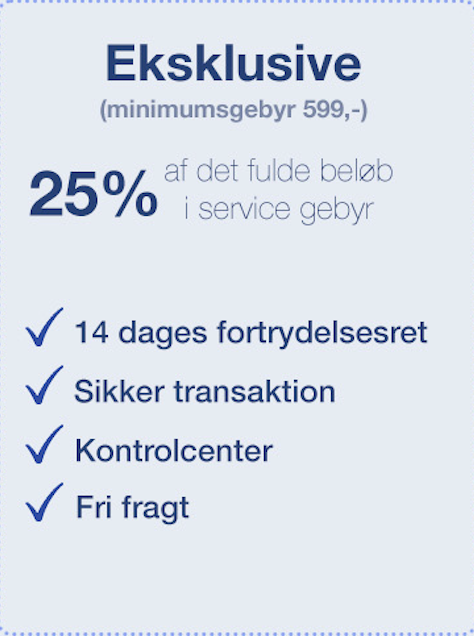 Eksklusive
(minimumsgebyr 599,-)
25% af det fulde beløb
i service gebyr
14 dages fortrydelsesret
Sikker transaktion
Kontrolcenter
Fri fragt